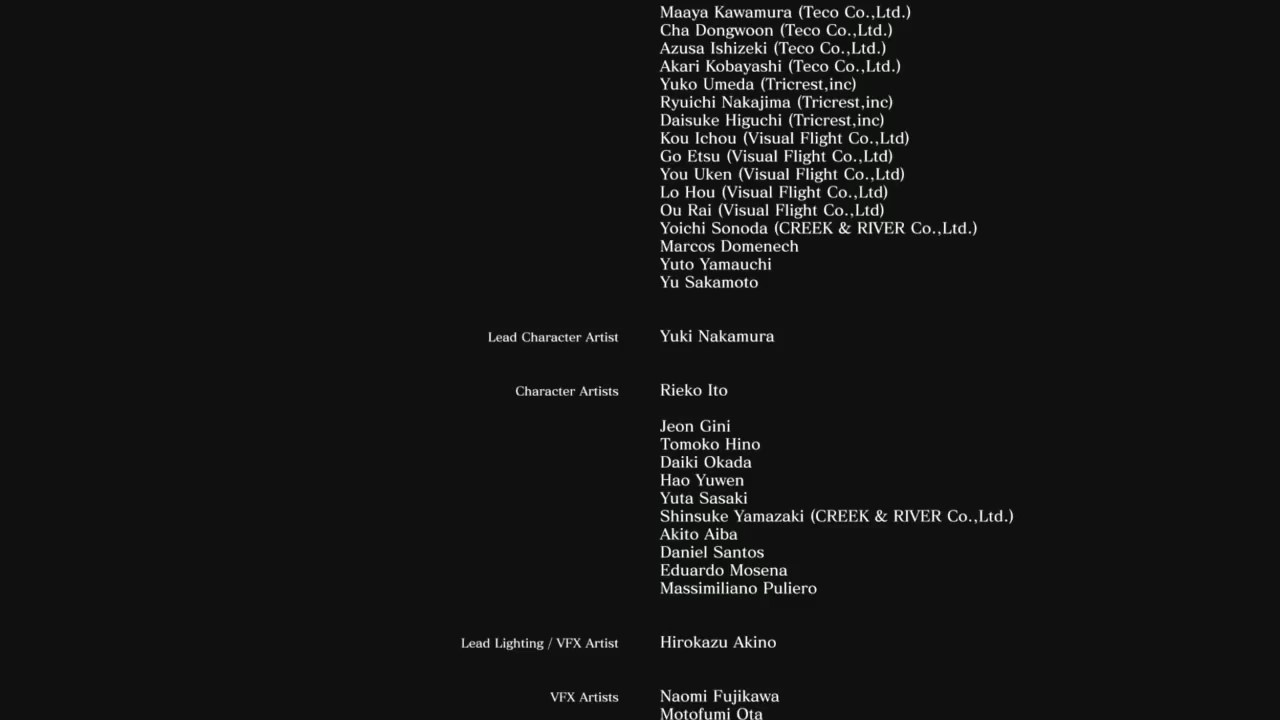 Maaya Kawamura (Teco Co.,Ltd.)
Cha Dongwoon (Teco Co.,Ltd.)
Azusa Ishizeki (Teco Co.,Ltd.)
Akari Kobayashi (Teco Co.,Ltd.)
Yuko Umeda (Tricrest,inc)
Ryuichi Nakajima (Tricrest,inc)
Daisuke Higuchi (Tricrest,inc)
Kou Ichou (Visual Flight Co.,Ltd)
Go Etsu (Visual Flight Co.,Ltd)
You Uken (Visual Flight Co.,Ltd)
Lo Hou (Visual Flight Co.,Ltd)
Ou Rai (Visual Flight Co.,Ltd)
Yoichi Sonoda (CREEK & RIVER Co.,Ltd.)
Marcos Domenech
Yuto Yamauchi
Yu Sakamoto
Lead Character Artist Yuki Nakamura
Character Artists Rieko Ito
Jeon Gini
Tomoko Hino
Daiki Okada
Hao Yuwen
Yuta Sasaki
Shinsuke Yamazaki (CREEK & RIVER Co.,Ltd.)
Akito Aiba
Daniel Santos
Eduardo Mosena
Massimiliano Puliero
Lead Lighting / VFX Artist Hirokazu Akino
VFX Artists Naomi Fujikawa
Motofumi Ota